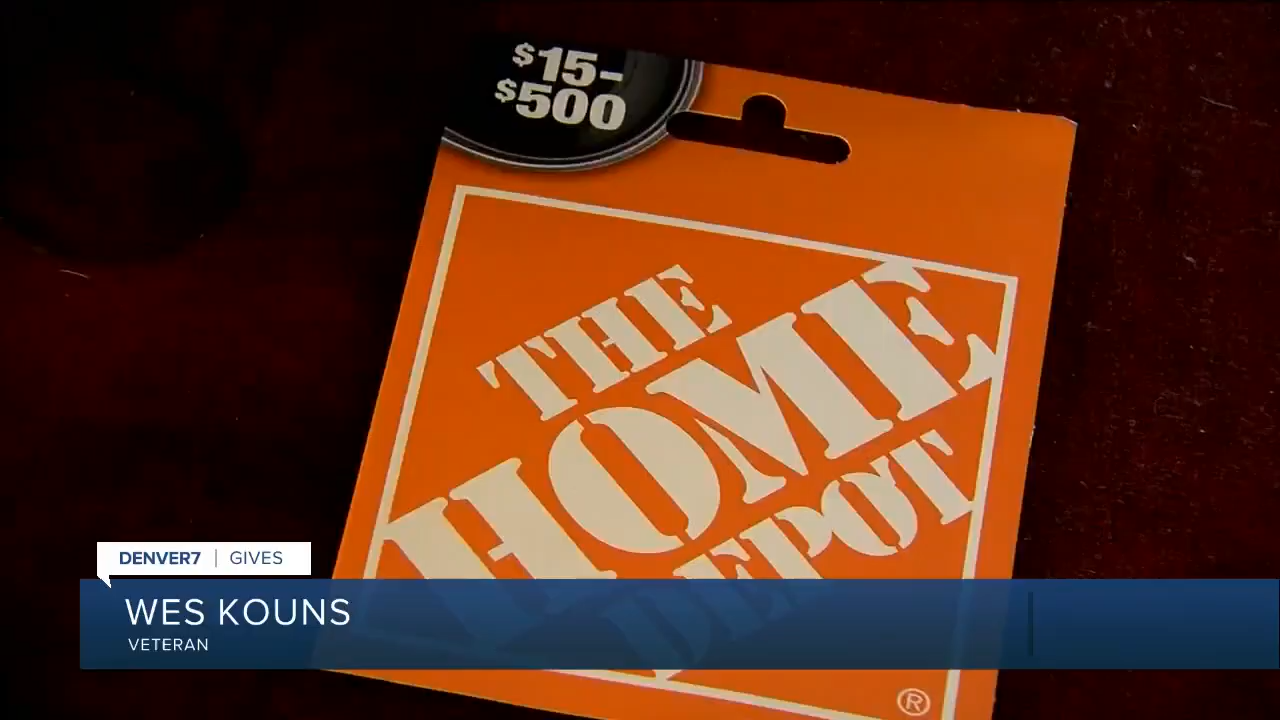 $15-
$500
THE
HOME
DEPOT
®
DENVER7 | GIVES
WES KOUNS
VETERAN